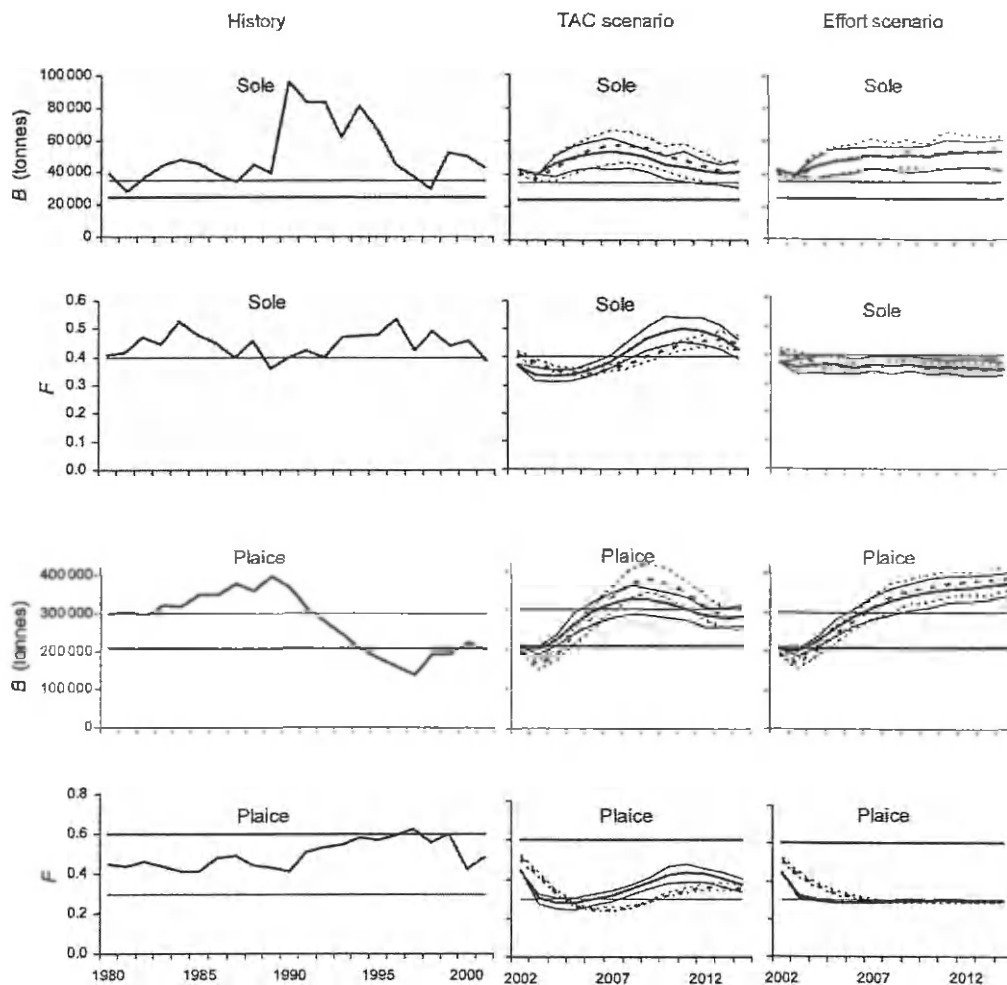 History TAC scenario Effort scenario
Sole Sole Sole
B (tonnes)
100 000
80 000
60 000
40 000
20 000
0
Sole Sole Sole
F
0.6
0.5
0.4
0.3
0.2
0.1
0.0
Plaice Plaice Plaice
B (tonnes)
400 000
300 000
200 000
100 000
0
Plaice Plaice Plaice
F
0.8
0.6
0.4
0.2
0.0
1980 1985 1990 1995 2000 2002 2007 2012 2002 2007 2012